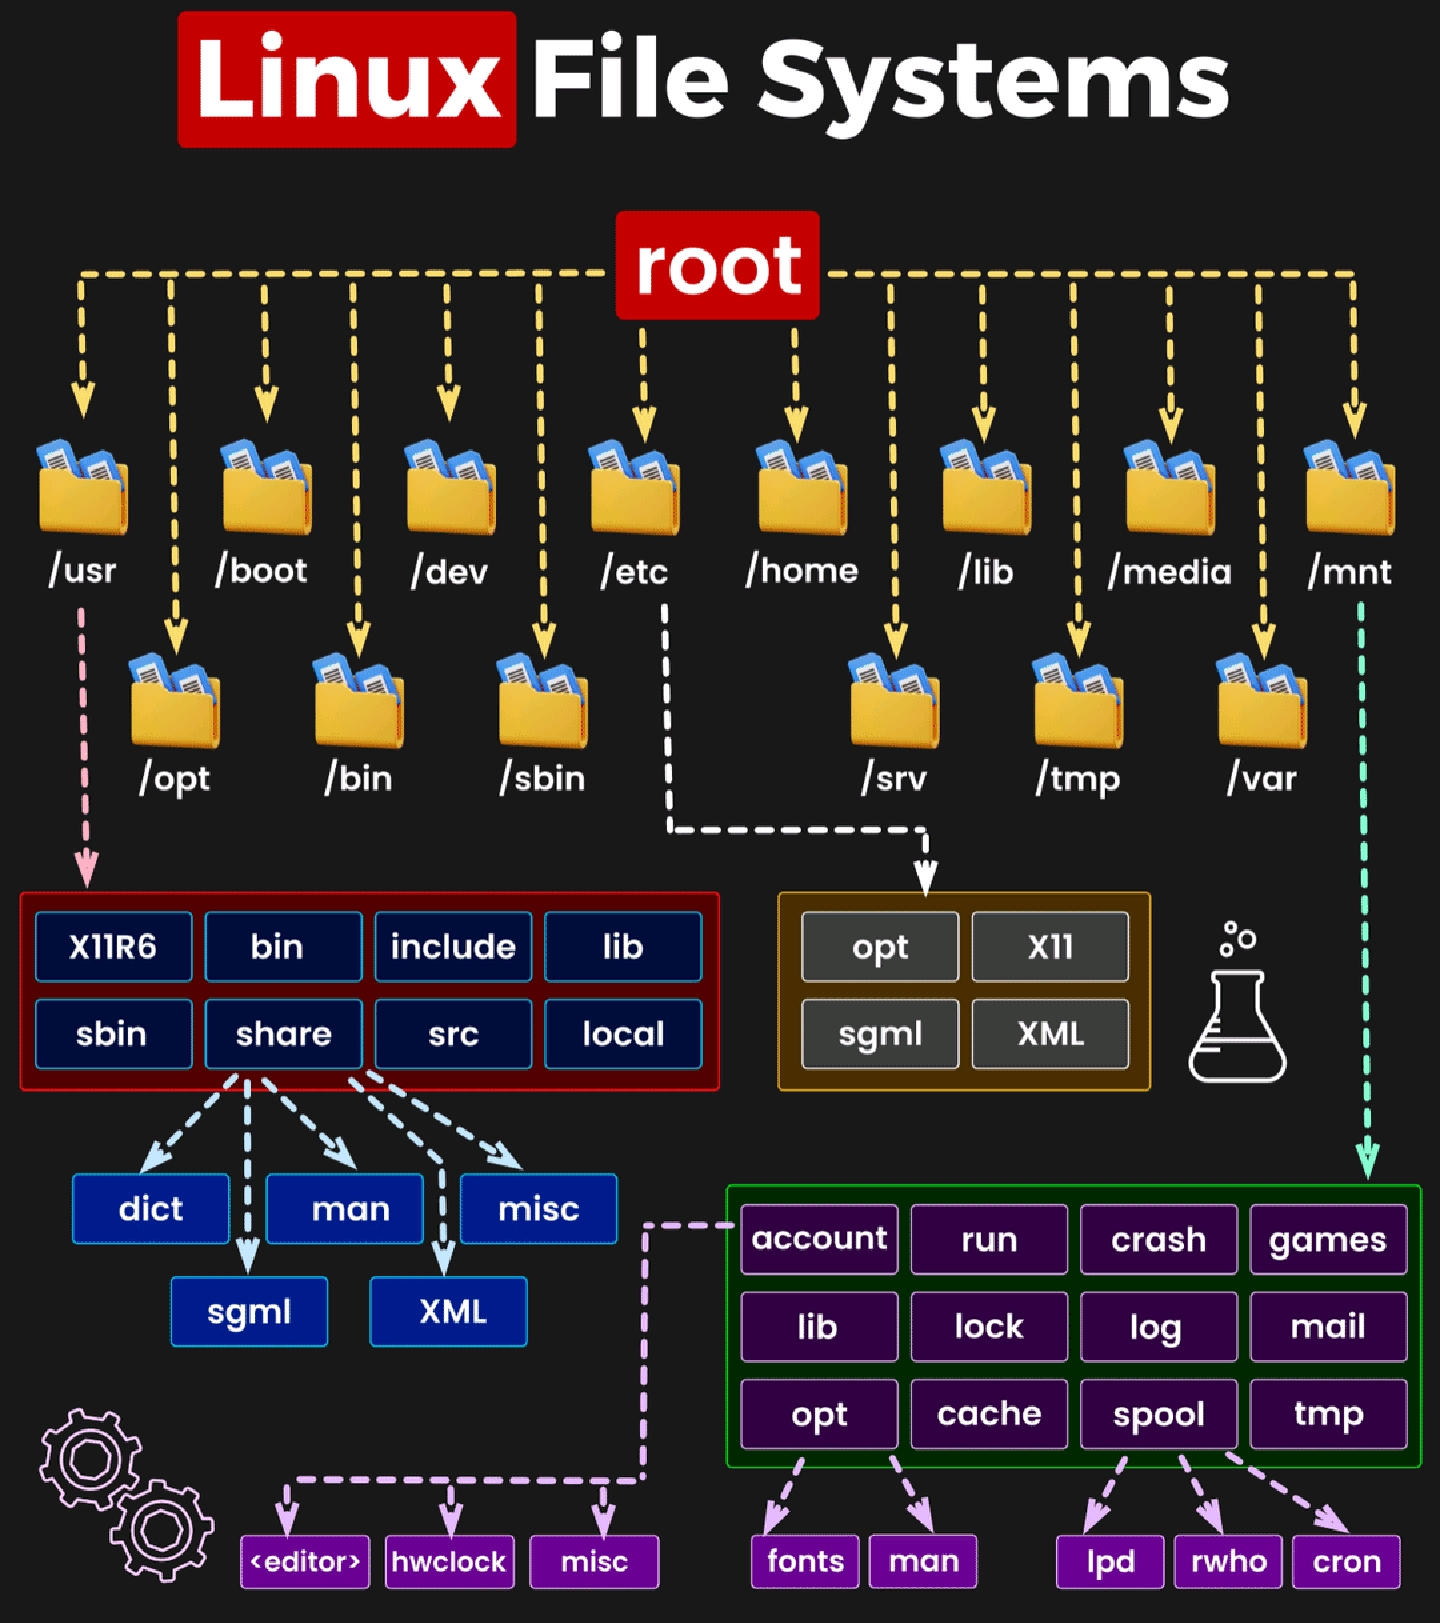 Linux File Systems
root
/usr
/boot
/dev
/etc
/home
/lib
/media
/mnt
/opt
/bin
/sbin
/srv
/tmp
/var
X11R6
bin
include
lib
sbin
share
src
local
opt
X11
sgml
XML
dict
man
misc
sgml
XML
account
run
crash
games
lib
lock
log
mail
opt
cache
spool
tmp
<editor>
hwclock
misc
fonts
man
lpd
rwho
cron